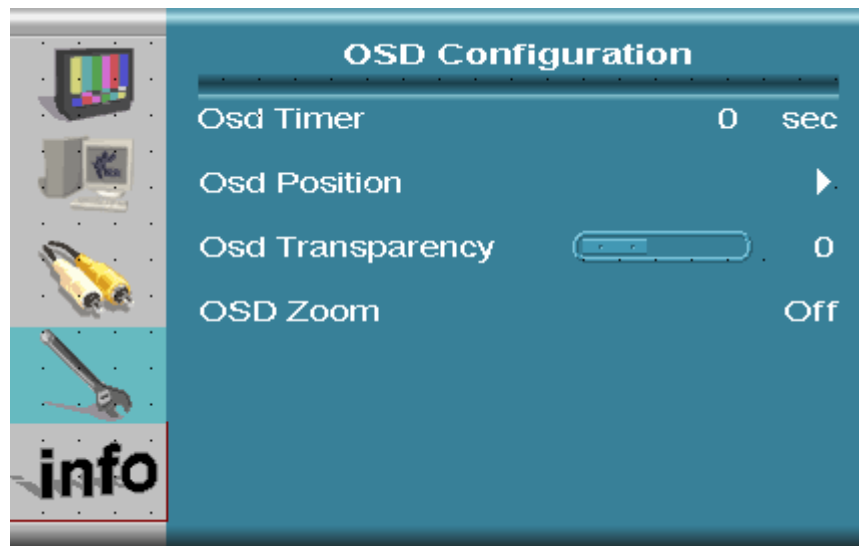 OSD Configuration
Osd Timer 0 sec
Osd Position
Osd Transparency 0
OSD Zoom Off
info